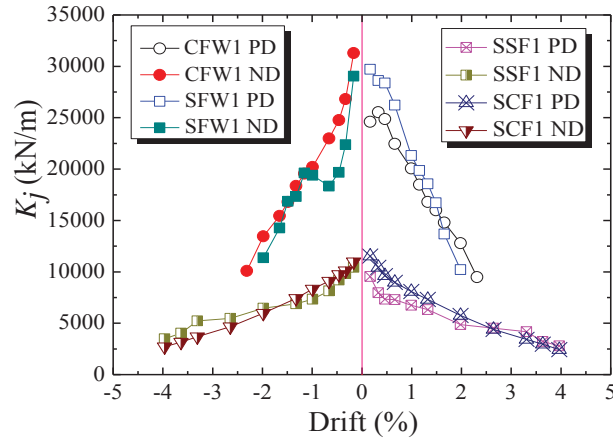 35000
30000
25000
20000
15000
10000
5000
0
K_j (kN/m)
CFW1 PD
CFW1 ND
SFW1 PD
SFW1 ND
SSF1 PD
SSF1 ND
SCF1 PD
SCF1 ND
-5 -4 -3 -2 -1 0 1 2 3 4 5
Drift (%)